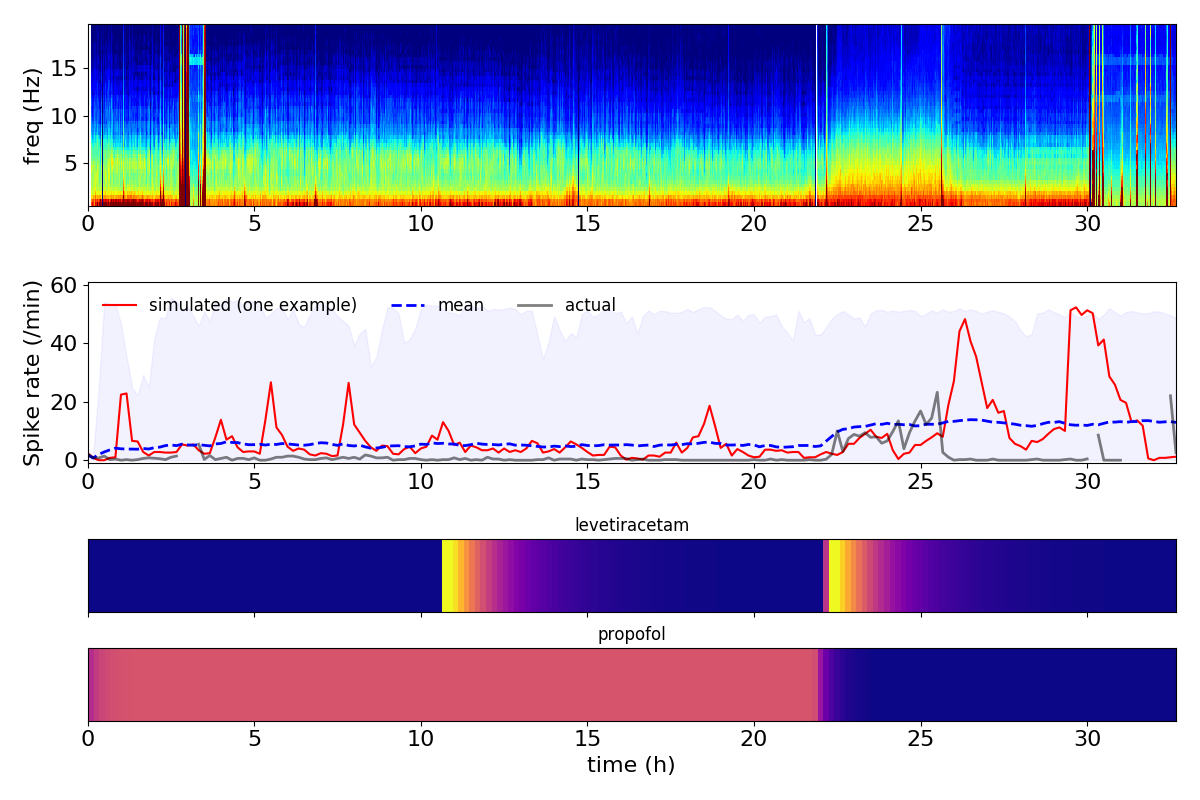 freq (Hz)
15
10
5
0 5 10 15 20 25 30
Spike rate (/min)
60
40
20
0
simulated (one example) mean actual
0 5 10 15 20 25 30
levetiracetam
propofol
0 5 10 15 20 25 30
time (h)